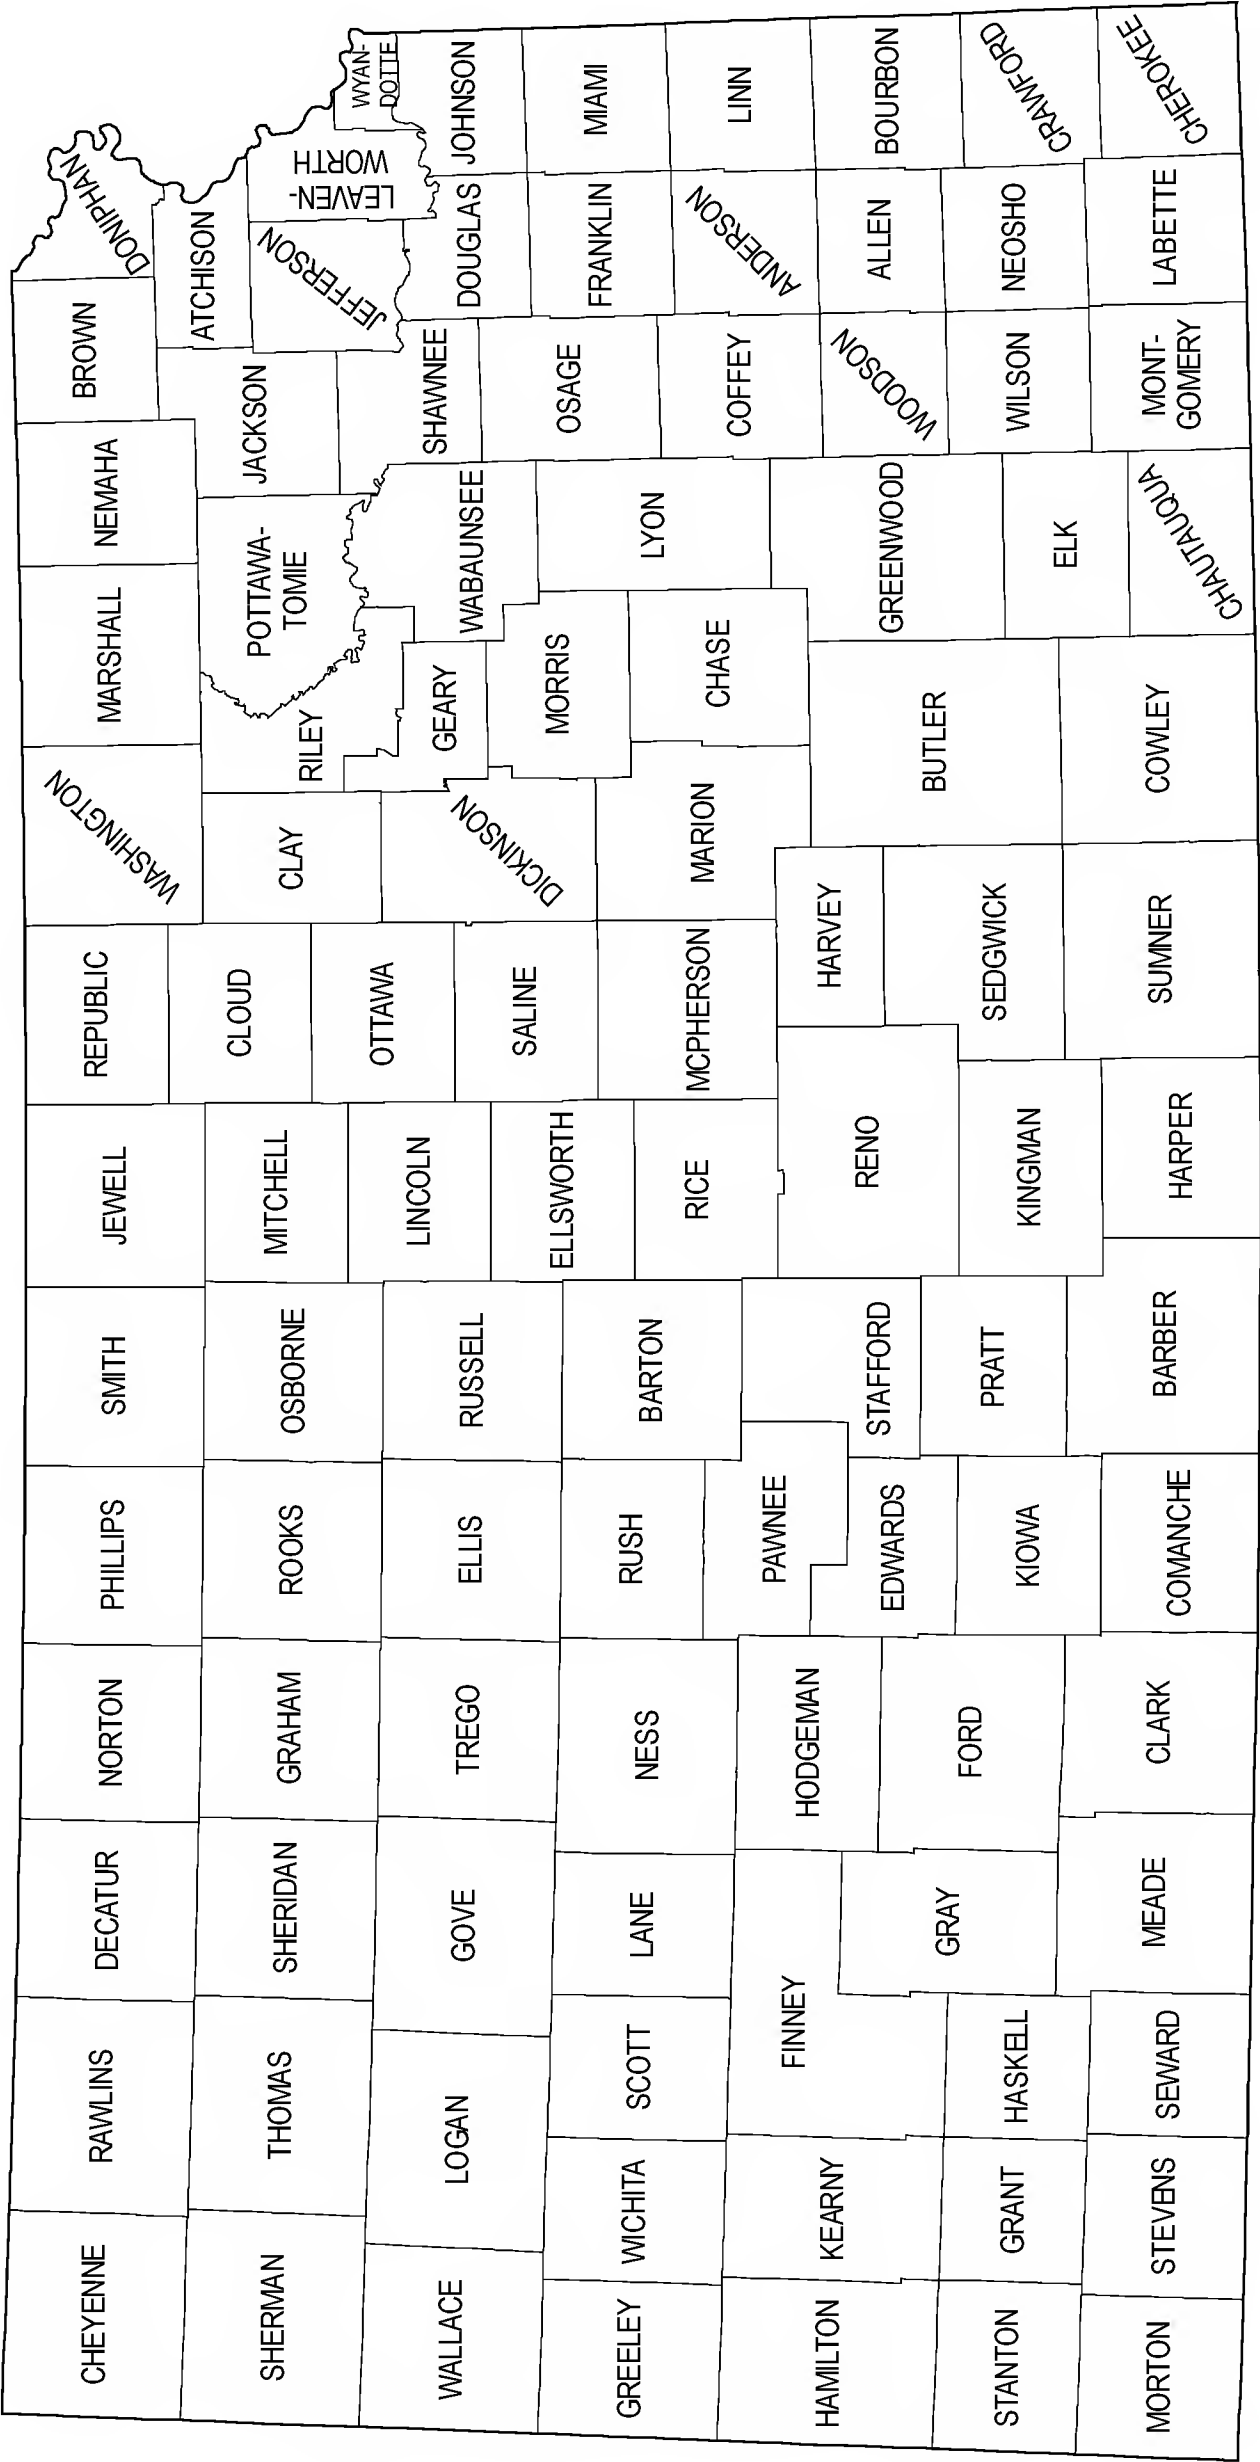 CHEYENNE
RAWLINS
DECATUR
NORTON
PHILLIPS
SMITH
JEWELL
REPUBLIC
WASHINGTON
MARSHALL
NEMAHA
BROWN
DONIPHAN
SHERMAN
THOMAS
SHERIDAN
GRAHAM
ROOKS
OSBORNE
MITCHELL
CLOUD
CLAY
RILEY
POTTAWA-
TOMIE
JACKSON
ATCHISON
JEFFERSON
LEAVEN-
WORTH
WYAN-
DOTTE
WALLACE
LOGAN
GOVE
TREGO
ELLIS
RUSSELL
LINCOLN
OTTAWA
DICKINSON
GEARY
WABAUNSEE
SHAWNEE
DOUGLAS
JOHNSON
GREELEY
WICHITA
SCOTT
LANE
NESS
RUSH
BARTON
ELLSWORTH
SALINE
MORRIS
LYON
OSAGE
FRANKLIN
MIAMI
HAMILTON
KEARNY
FINNEY
HODGEMAN
PAWNEE
STAFFORD
RICE
MCPHERSON
MARION
CHASE
COFFEY
ANDERSON
LINN
GRAY
FORD
EDWARDS
RENO
HARVEY
BUTLER
GREENWOOD
WOODSON
ALLEN
BOURBON
STANTON
GRANT
HASKELL
KIOWA
PRATT
KINGMAN
SEDGWICK
ELK
WILSON
NEOSHO
CRAWFORD
MORTON
STEVENS
SEWARD
MEADE
CLARK
COMANCHE
BARBER
HARPER
SUMNER
COWLEY
CHAUTAUQUA
MONT-
GOMERY
LABETTE
CHEROKEE